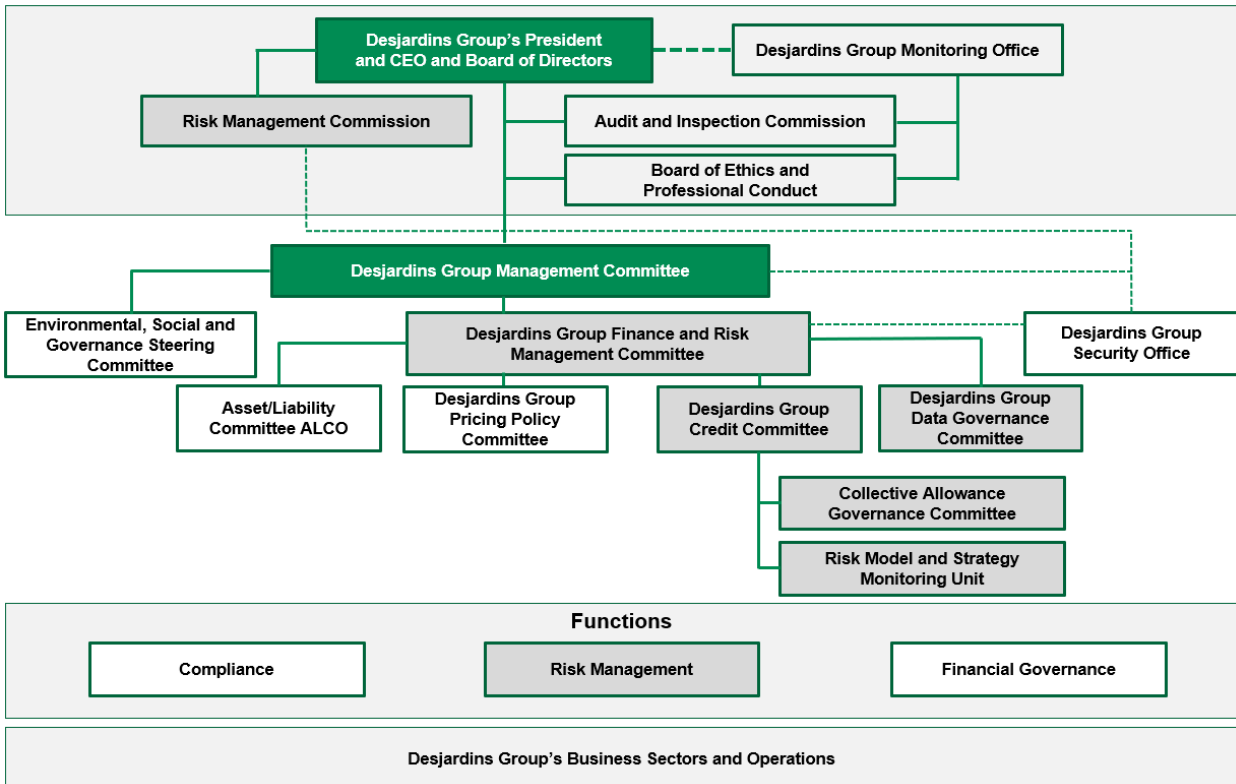 Desjardins Group's President
and CEO and Board of Directors
Desjardins Group Monitoring Office
Risk Management Commission
Audit and Inspection Commission
Board of Ethics and
Professional Conduct
Desjardins Group Management Committee
Environmental, Social and
Governance Steering
Committee
Desjardins Group Finance and Risk
Management Committee
Desjardins Group
Security Office
Asset/Liability
Committee ALCO
Desjardins Group
Pricing Policy
Committee
Desjardins Group
Credit Committee
Desjardins Group
Data Governance
Committee
Collective Allowance
Governance Committee
Risk Model and Strategy
Monitoring Unit
Functions
Compliance
Risk Management
Financial Governance
Desjardins Group's Business Sectors and Operations